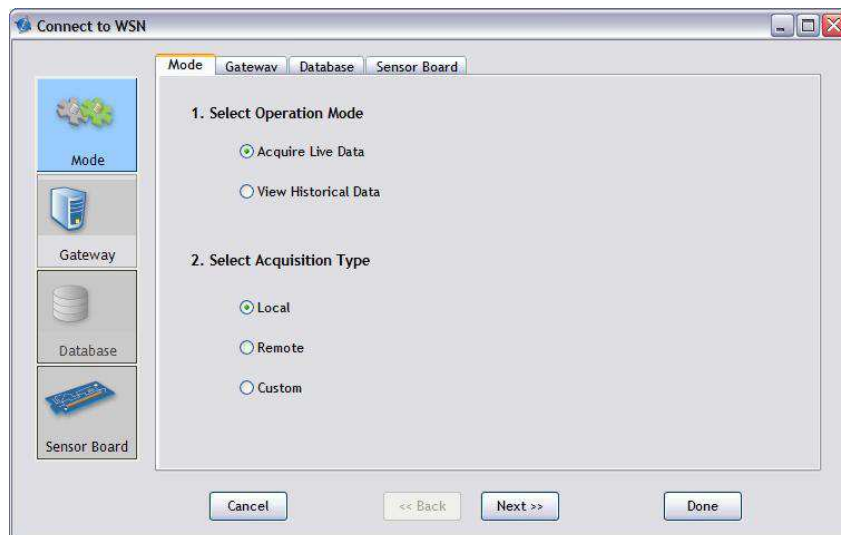 Connect to WSN
Mode Gateway Database Sensor Board
1. Select Operation Mode
Acquire Live Data
View Historical Data
2. Select Acquisition Type
Local
Remote
Custom
Mode
Gateway
Database
Sensor Board
Cancel << Back Next >> Done